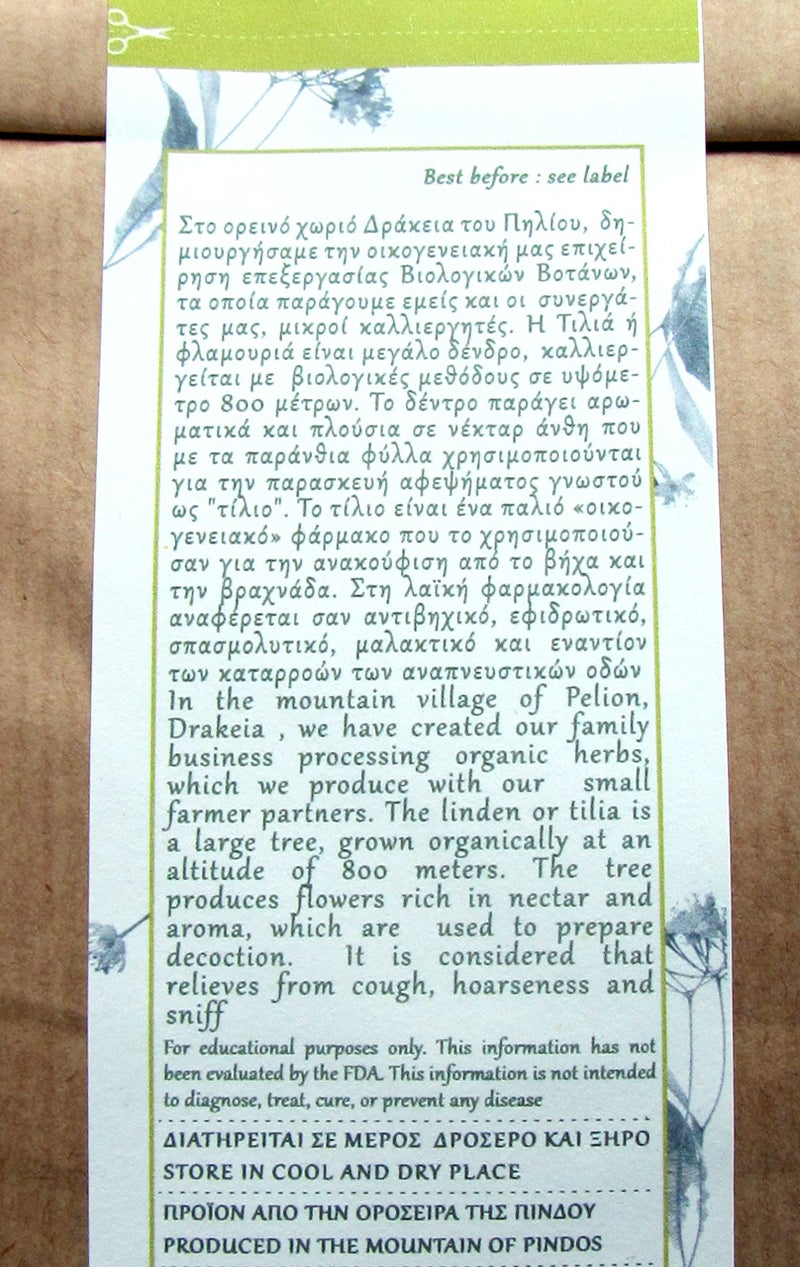 Best before : see label
Στο ορεινό χωριό Δράκεια του Πηλίου, δη-
μιουργήσαμε την οικογενειακή μας επιχεί-
ρηση επεξεργασίας Βιολογικών Βοτάνων,
τα οποία παράγουμε εμείς και οι συνεργά-
τες μας, μικροί καλλιεργητές. Η Τιλιά ή
φλαμουριά είναι μεγάλο δένδρο, καλλιερ-
γείται με βιολογικές μεθόδους σε υψόμε-
τρο 800 μέτρων. Το δέντρο παράγει αρω-
ματικά και πλούσια σε νέκταρ άνθη που
με τα παράνθια φύλλα χρησιμοποιούνται
για την παρασκευή αφεψήματος γνωστού
ως "τίλιο". Το τίλιο είναι ένα παλιό «οικο-
γενειακό» φάρμακο που το χρησιμοποιού-
σαν για την ανακούφιση από το βήχα και
την βραχνάδα. Στη λαϊκή φαρμακολογία
αναφέρεται σαν αντιβηχικό, εφιδρωτικό,
σπασμολυτικό, μαλακτικό και εναντίον
των καταρροών των αναπνευστικών οδών
In the mountain village of Pelion,
Drakeia , we have created our family
business processing organic herbs,
which we produce with our small
farmer partners. The linden or tilia is
a large tree, grown organically at an
altitude of 800 meters. The tree
produces flowers rich in nectar and
aroma, which are used to prepare
decoction. It is considered that
relieves from cough, hoarseness and
sniff
For educational purposes only. This information has not
been evaluated by the FDA. This information is not intended
to diagnose, treat, cure, or prevent any disease
ΔΙΑΤΗΡΕΙΤΑΙ ΣΕ ΜΕΡΟΣ ΔΡΟΣΕΡΟ ΚΑΙ ΞΗΡΟ
STORE IN COOL AND DRY PLACE
ΠΡΟΪΟΝ ΑΠΟ ΤΗΝ ΟΡΟΣΕΙΡΑ ΤΗΣ ΠΙΝΔΟΥ
PRODUCED IN THE MOUNTAIN OF PINDOS